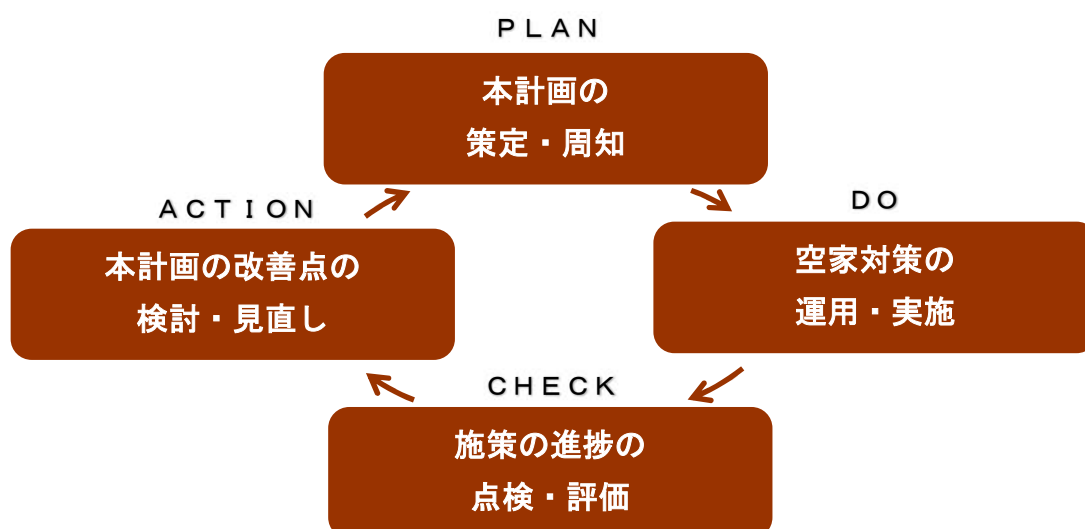 ＰＬＡＮ
本計画の
策定・周知
ＤＯ
空家対策の
運用・実施
ＣＨＥＣＫ
施策の進捗の
点検・評価
ＡＣＴＩＯＮ
本計画の改善点の
検討・見直し